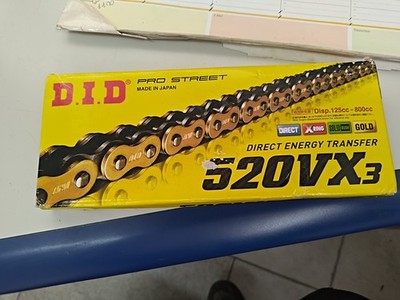 D.I.D
PRO STREET
MADE IN JAPAN
Disp.125cc - 800cc
DIRECT
X RING
GOLD
DIRECT ENERGY TRANSFER
520VX3